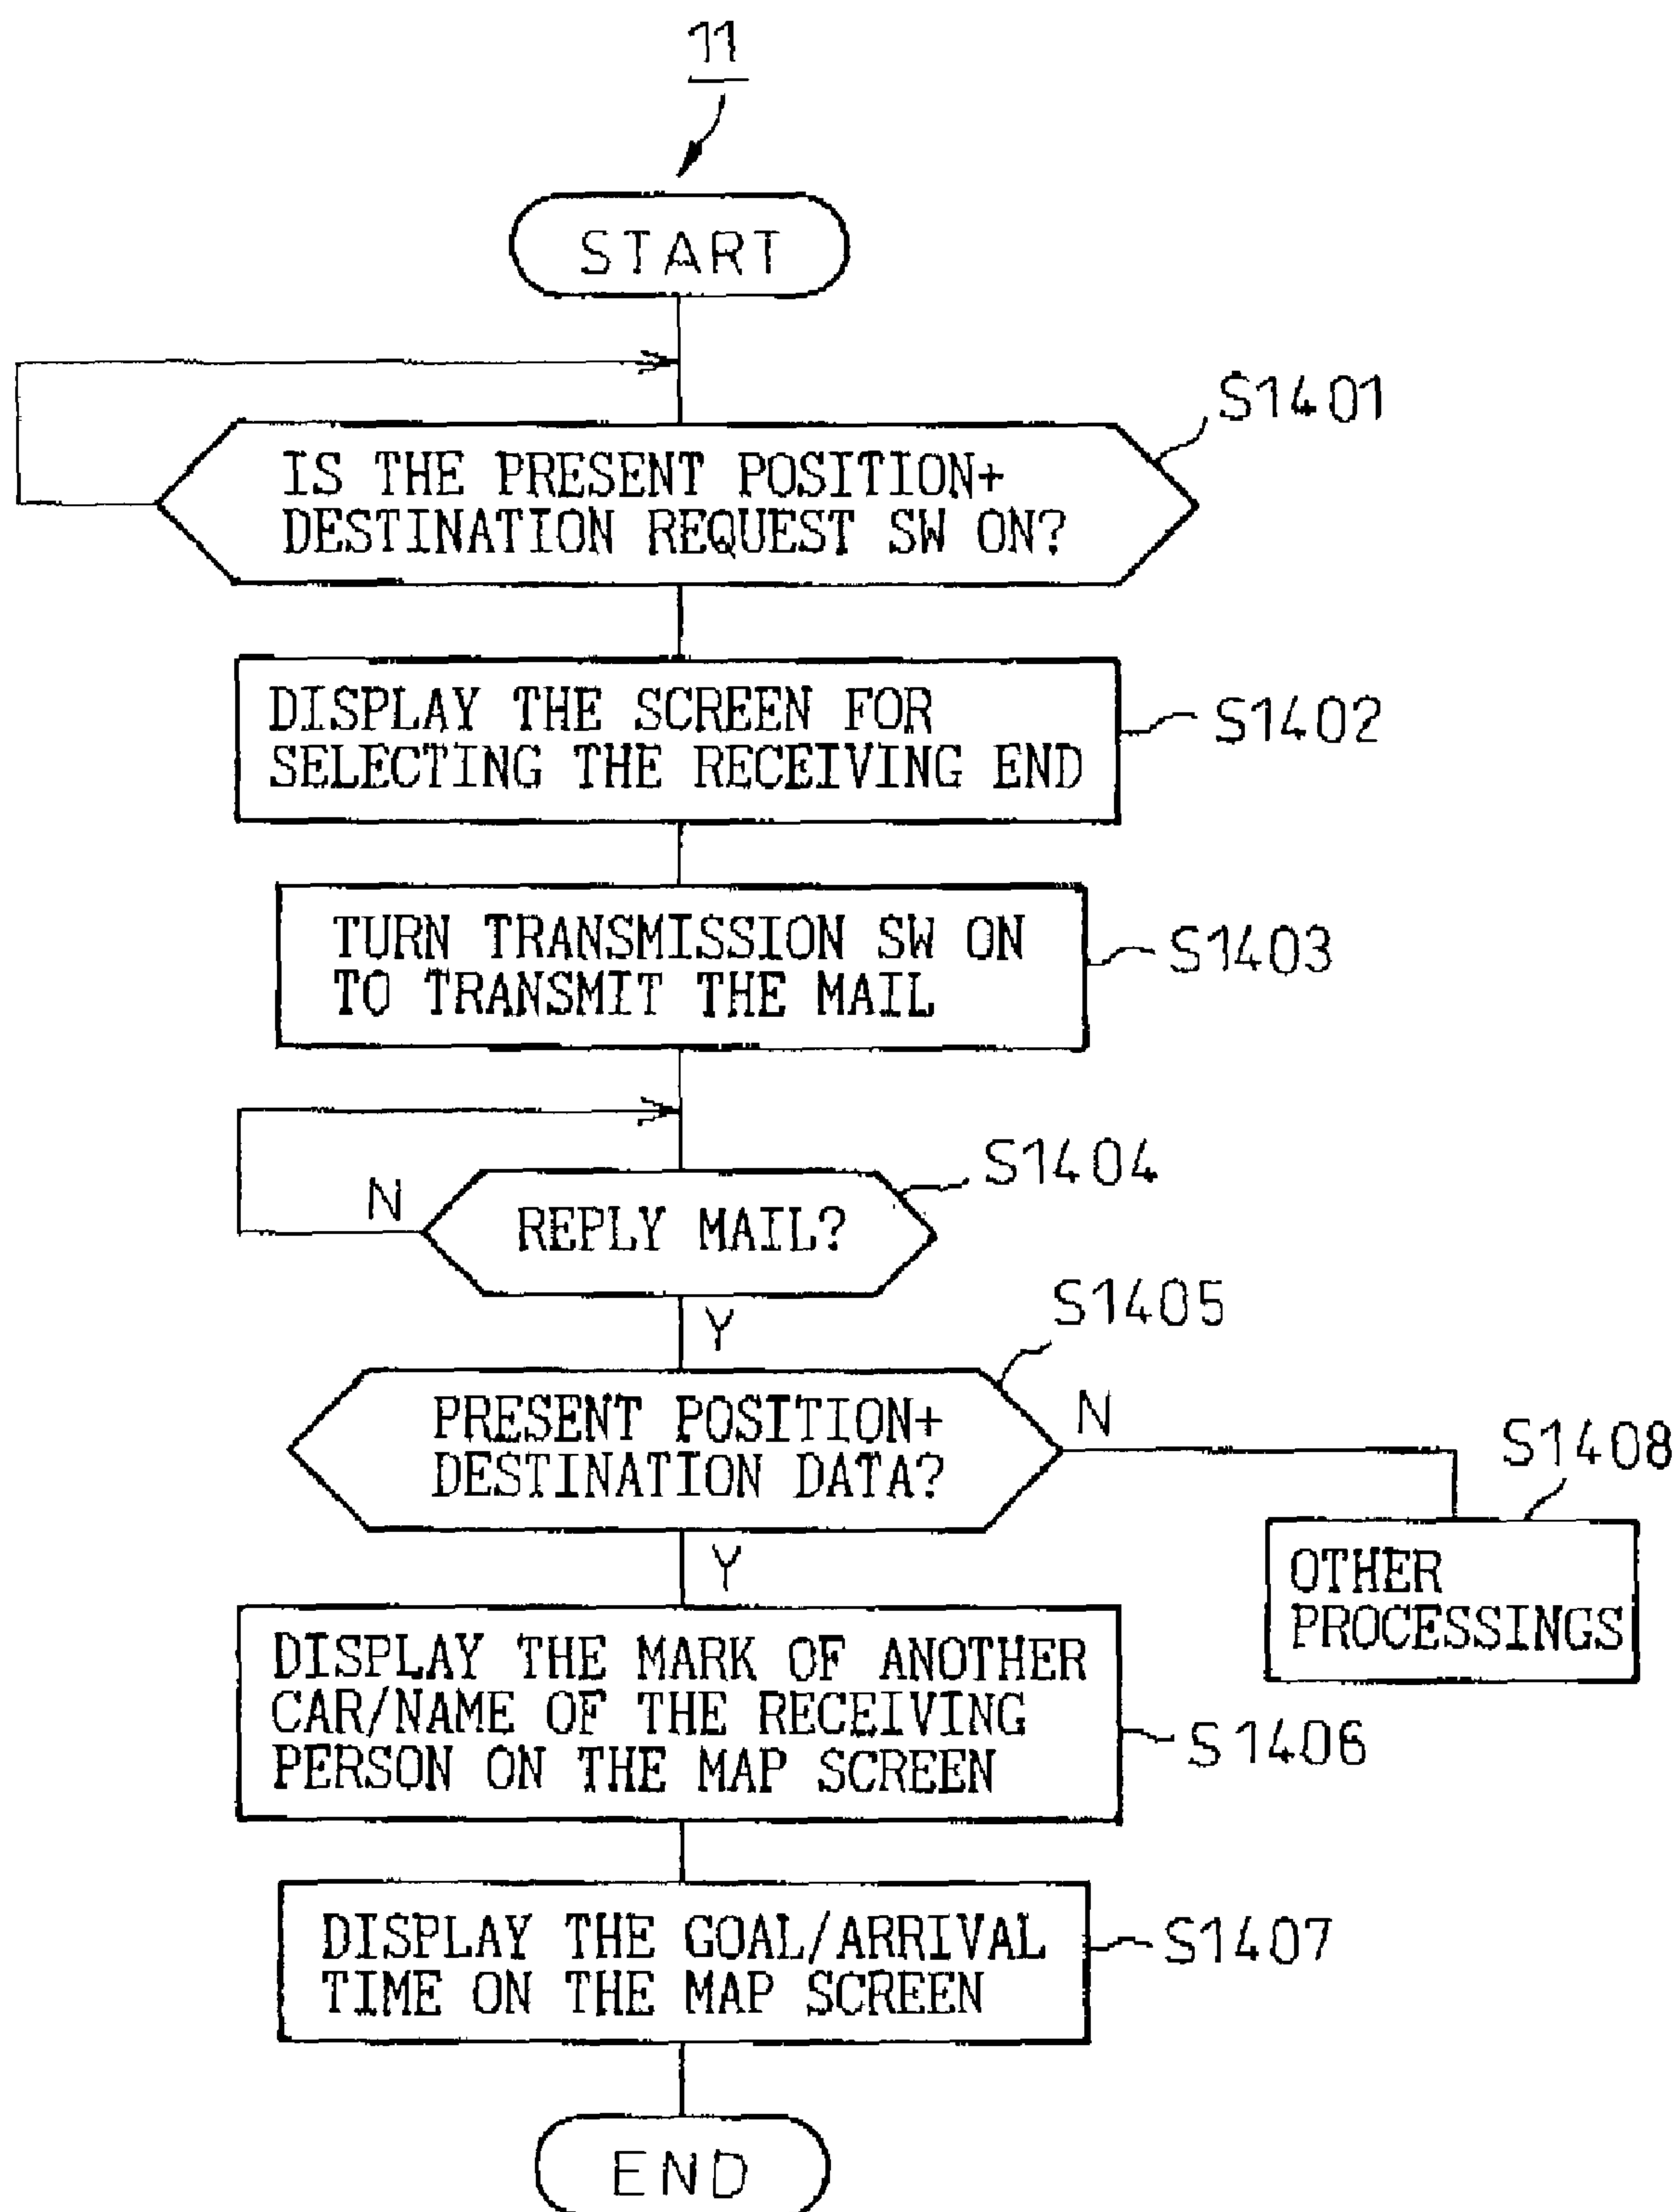 11
START
S1401
IS THE PRESENT POSITION+
DESTINATION REQUEST SW ON?
DISPLAY THE SCREEN FOR
SELECTING THE RECEIVING END
S1402
TURN TRANSMISSION SW ON
TO TRANSMIT THE MAIL
S1403
S1404
N
REPLY MAIL?
Y
S1405
PRESENT POSITION+
DESTINATION DATA?
N
S1408
Y
OTHER
PROCESSINGS
DISPLAY THE MARK OF ANOTHER
CAR/NAME OF THE RECEIVING
PERSON ON THE MAP SCREEN
S1406
DISPLAY THE GOAL/ARRIVAL
TIME ON THE MAP SCREEN
S1407
END